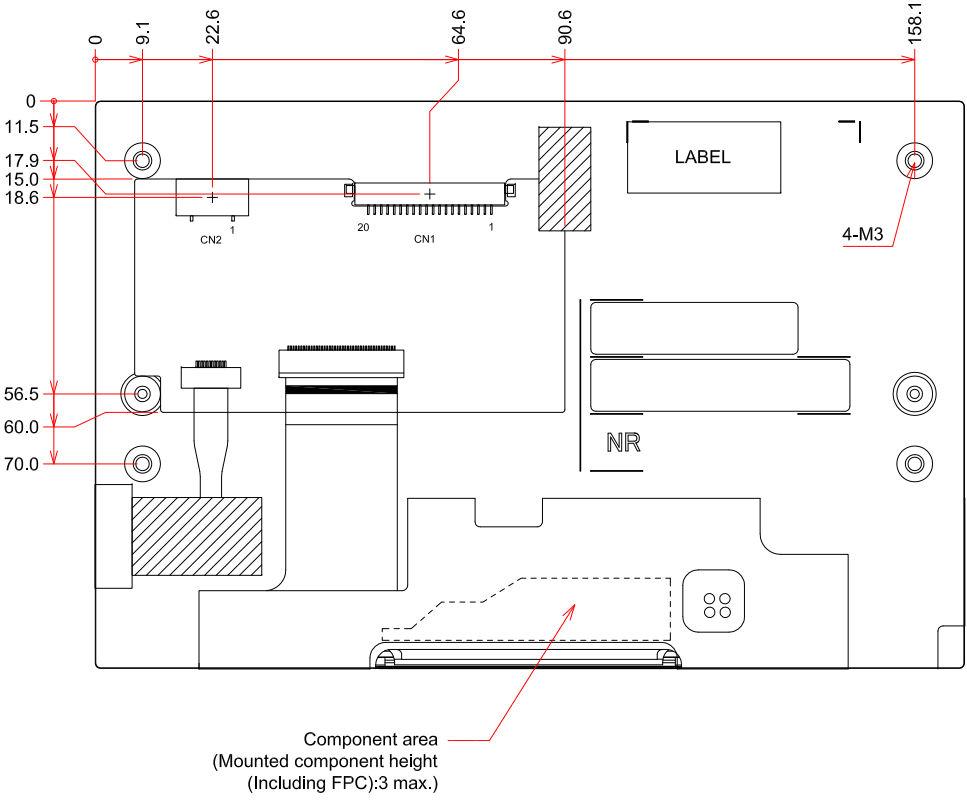 0
9.1
22.6
64.6
90.6
158.1
0
11.5
17.9
15.0
18.6
56.5
60.0
70.0
LABEL
4-M3
1
CN2
20
CN1
1
NR
Component area
(Mounted component height
(Including FPC):3 max.)